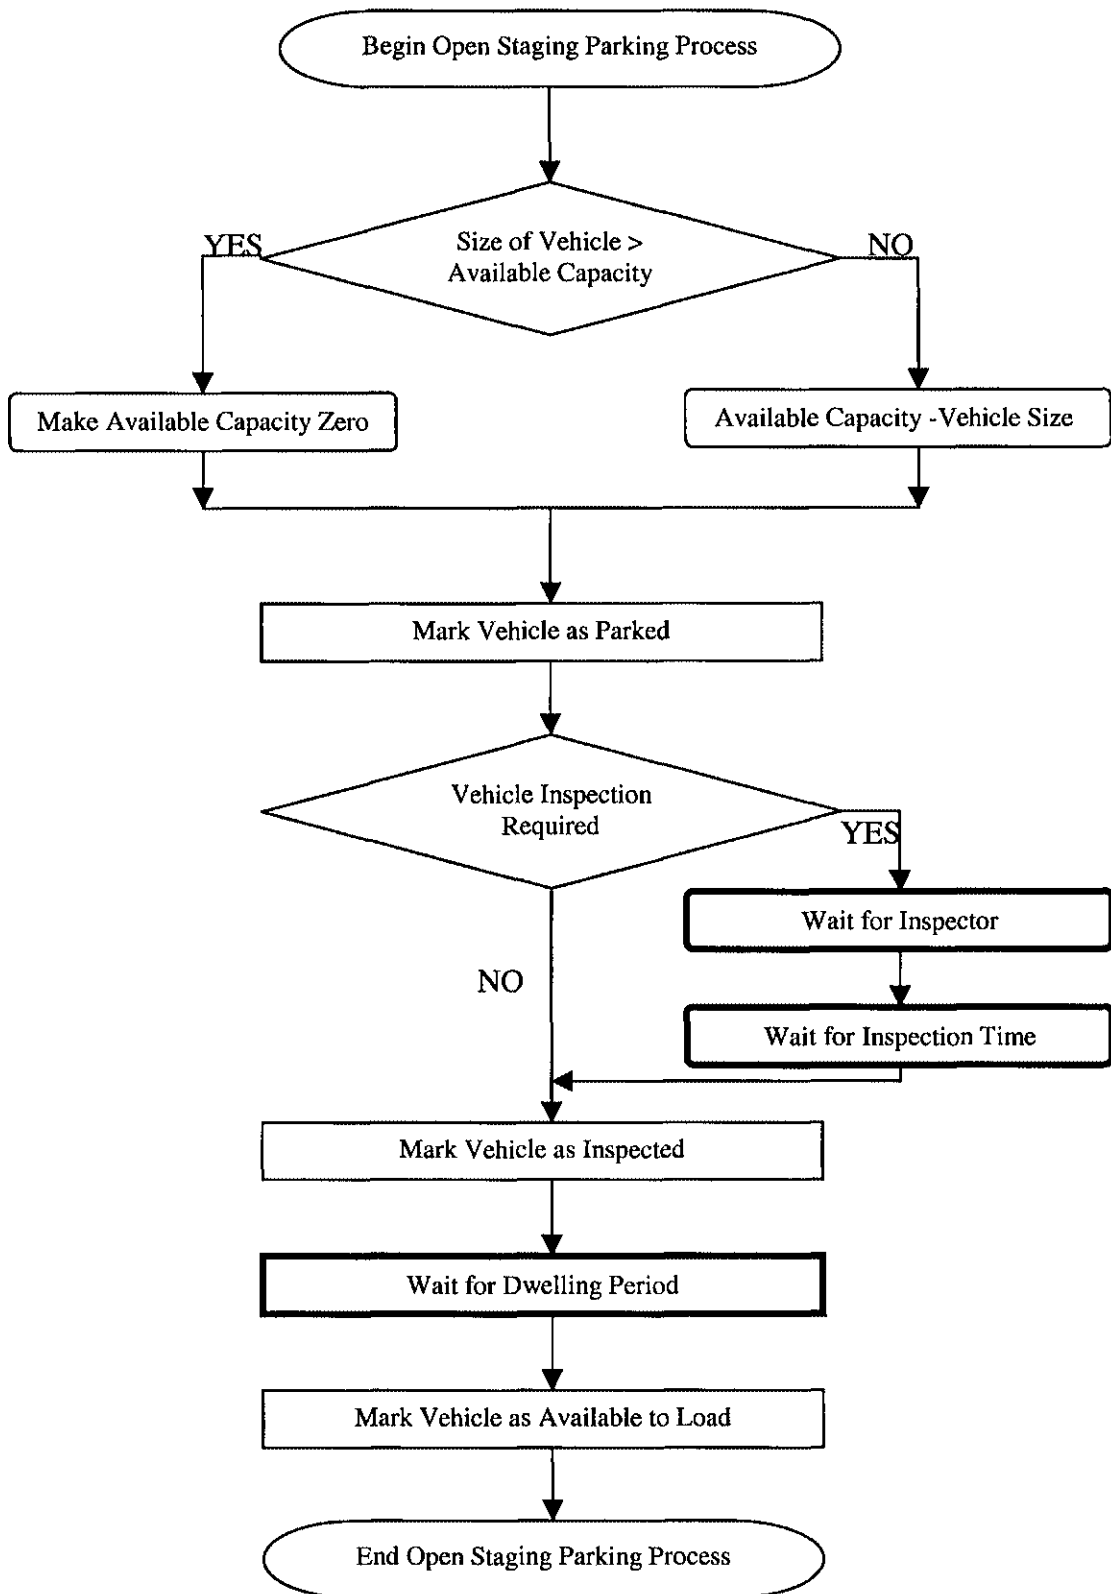 Begin Open Staging Parking Process
Size of Vehicle >
Available Capacity
YES
NO
Make Available Capacity Zero
Available Capacity -Vehicle Size
Mark Vehicle as Parked
Vehicle Inspection
Required
YES
Wait for Inspector
NO
Wait for Inspection Time
Mark Vehicle as Inspected
Wait for Dwelling Period
Mark Vehicle as Available to Load
End Open Staging Parking Process